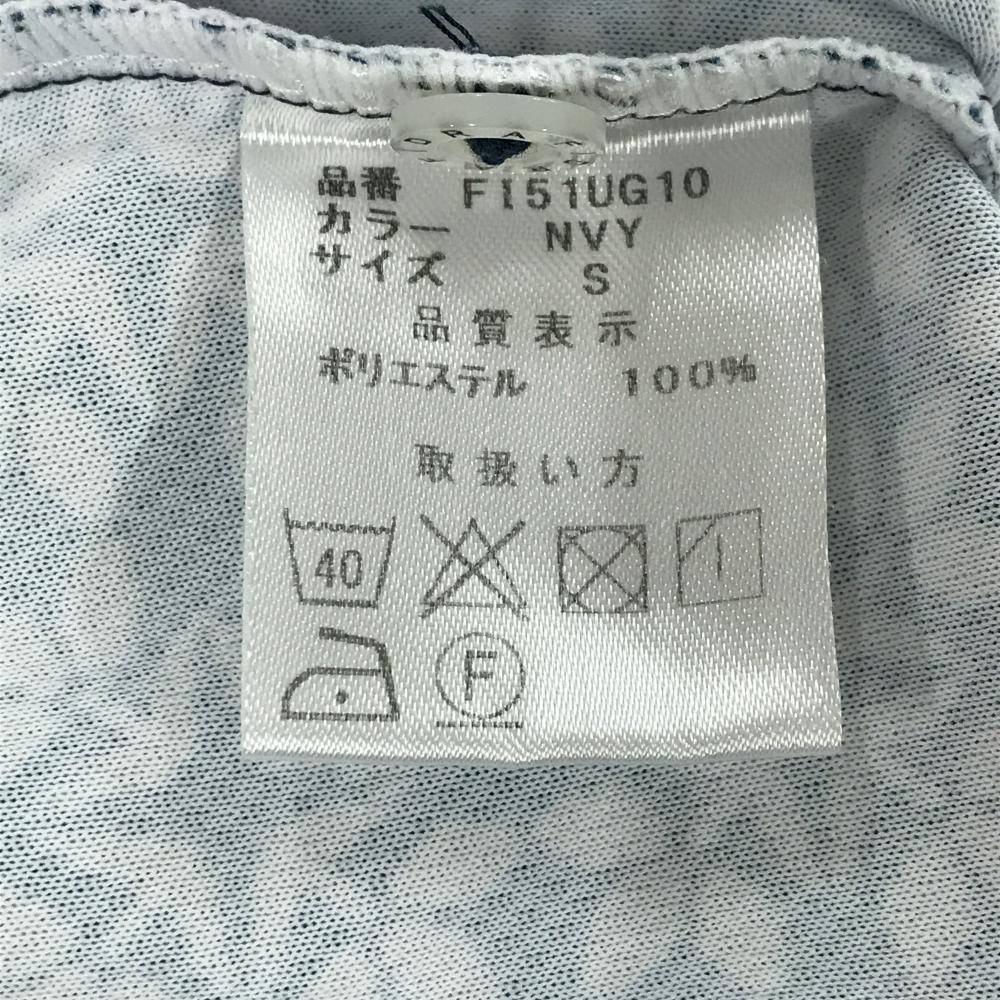 品番 FI51UG10
カラー NVY
サイズ S
品質表示
ポリエステル 100%
取扱い方
40
F